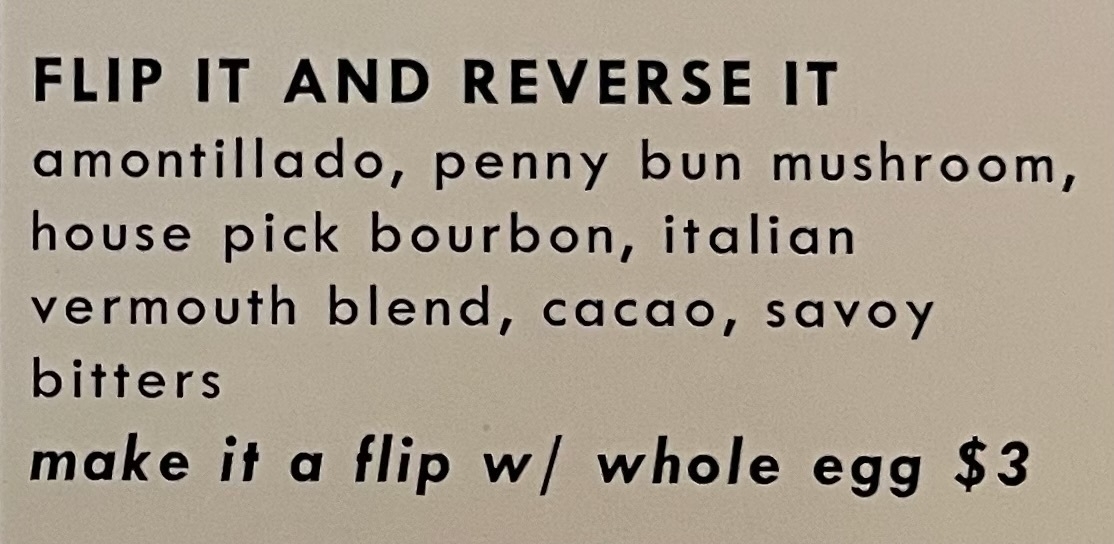 FLIP IT AND REVERSE IT
amontillado, penny bun mushroom,
house pick bourbon, italian
vermouth blend, cacao, savoy
bitters
make it a flip w/ whole egg $3